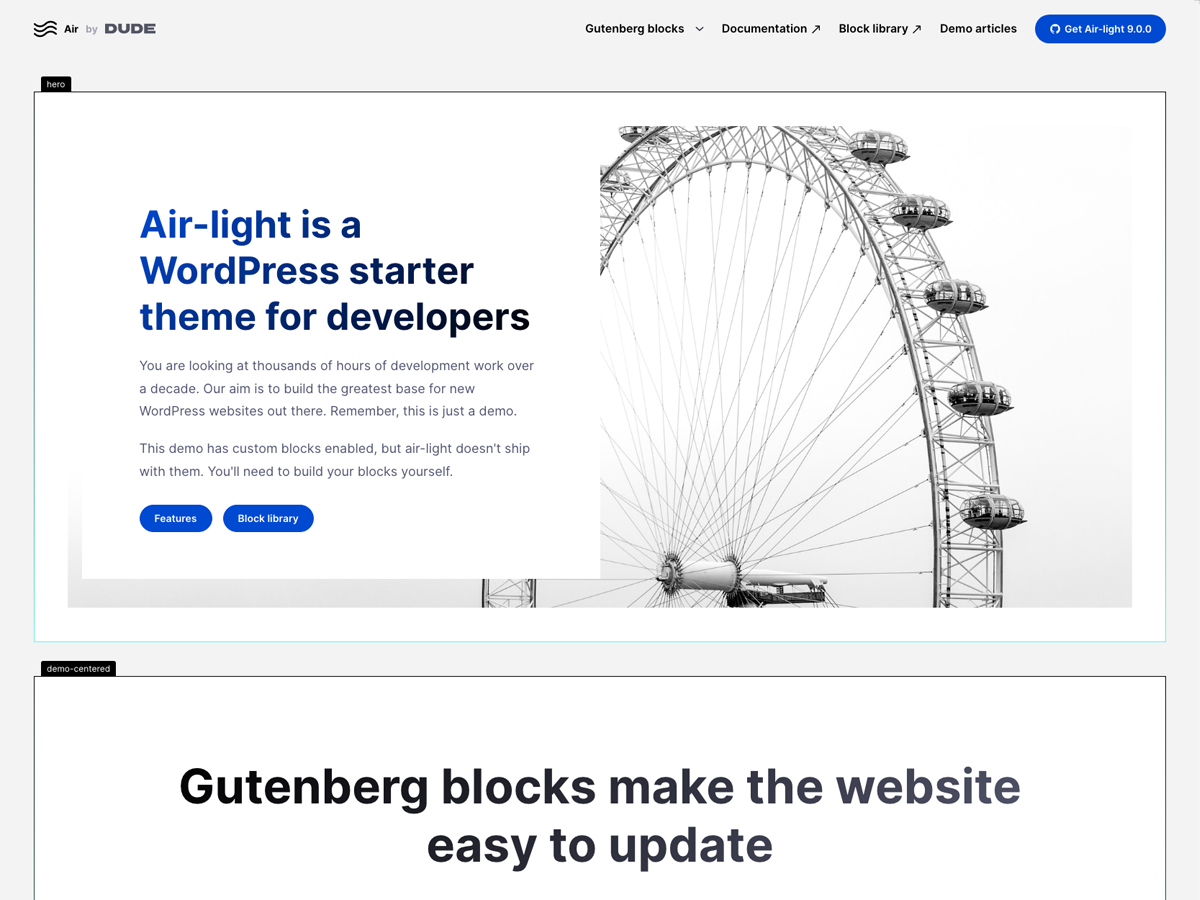 Air by DUDE
Gutenberg blocks
Documentation
Block library
Demo articles
Get Air-light 9.0.0
hero
Air-light is a
WordPress starter
theme for developers
You are looking at thousands of hours of development work over
a decade. Our aim is to build the greatest base for new
WordPress websites out there. Remember, this is just a demo.
This demo has custom blocks enabled, but air-light doesn't ship
with them. You'll need to build your blocks yourself.
Features
Block library
demo-centered
Gutenberg blocks make the website
easy to update